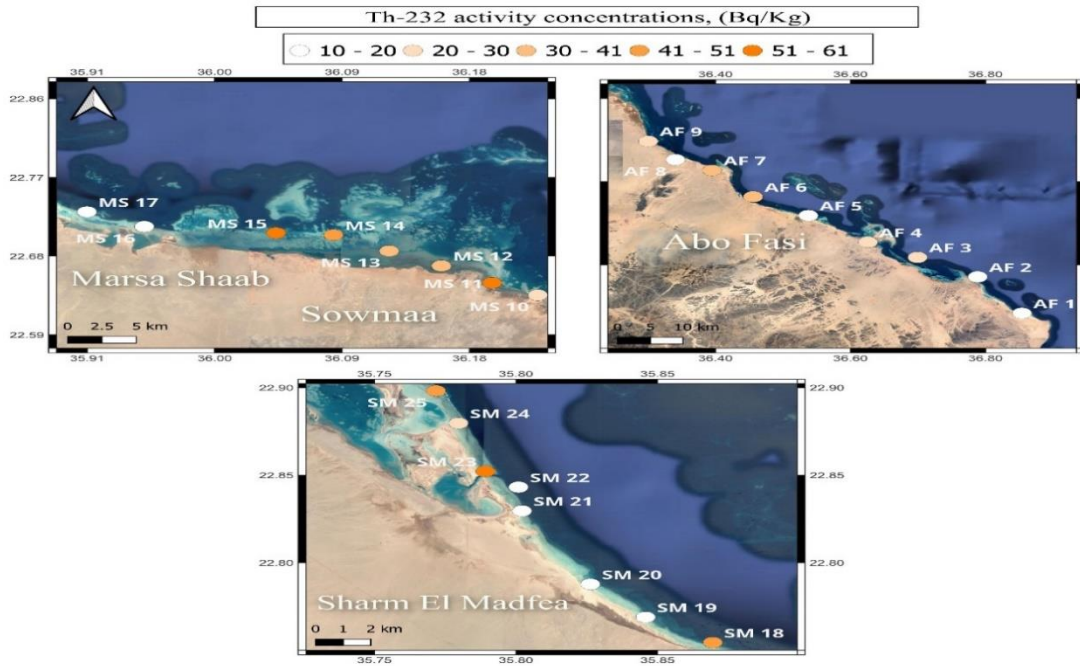 Th-232 activity concentrations, (Bq/Kg)
10 - 20 20 - 30 30 - 41 41 - 51 51 - 61
35.91 36.00 36.09 36.18
22.86
22.77
22.68
22.59
MS 17
MS 16
MS 15
MS 14
MS 13
MS 12
MS 11
MS 10
Marsa Shaab
Sowmaa
0 2.5 5 km
35.91 36.00 36.09 36.18
36.40 36.60 36.80
AF 9
AF 8
AF 7
AF 6
AF 5
AF 4
AF 3
AF 2
AF 1
Abo Fasi
0 5 10 km
36.40 36.60 36.80
35.75 35.80 35.85
22.90 22.90
22.85 22.85
22.80 22.80
SM 25
SM 24
SM 23
SM 22
SM 21
SM 20
SM 19
SM 18
Sharm El Madfea
0 1 2 km
35.75 35.80 35.85